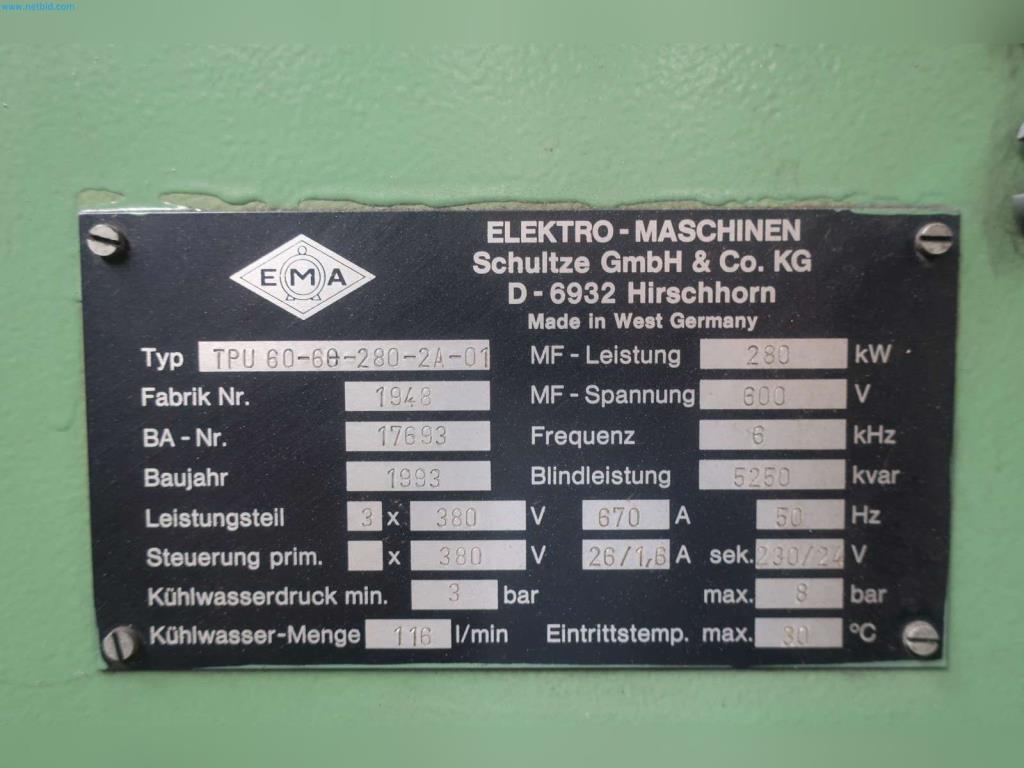 www.netbid.com
EMA
ELEKTRO - MASCHINEN
Schultze GmbH & Co. KG
D - 6932 Hirschhorn
Made in West Germany
Typ TPU 60-60-280-2A-01 MF - Leistung 280 kW
Fabrik Nr. 1948 MF - Spannung 600 V
BA - Nr. 17693 Frequenz 6 kHz
Baujahr 1993 Blindleistung 5250 kvar
Leistungsteil 3 x 380 V 670 A 50 Hz
Steuerung prim. x 380 V 26/1,6 A sek. 230/24 V
Kühlwasserdruck min. 3 bar max. 8 bar
Kühlwasser-Menge 116 l/min Eintrittstemp. max. 30 °C